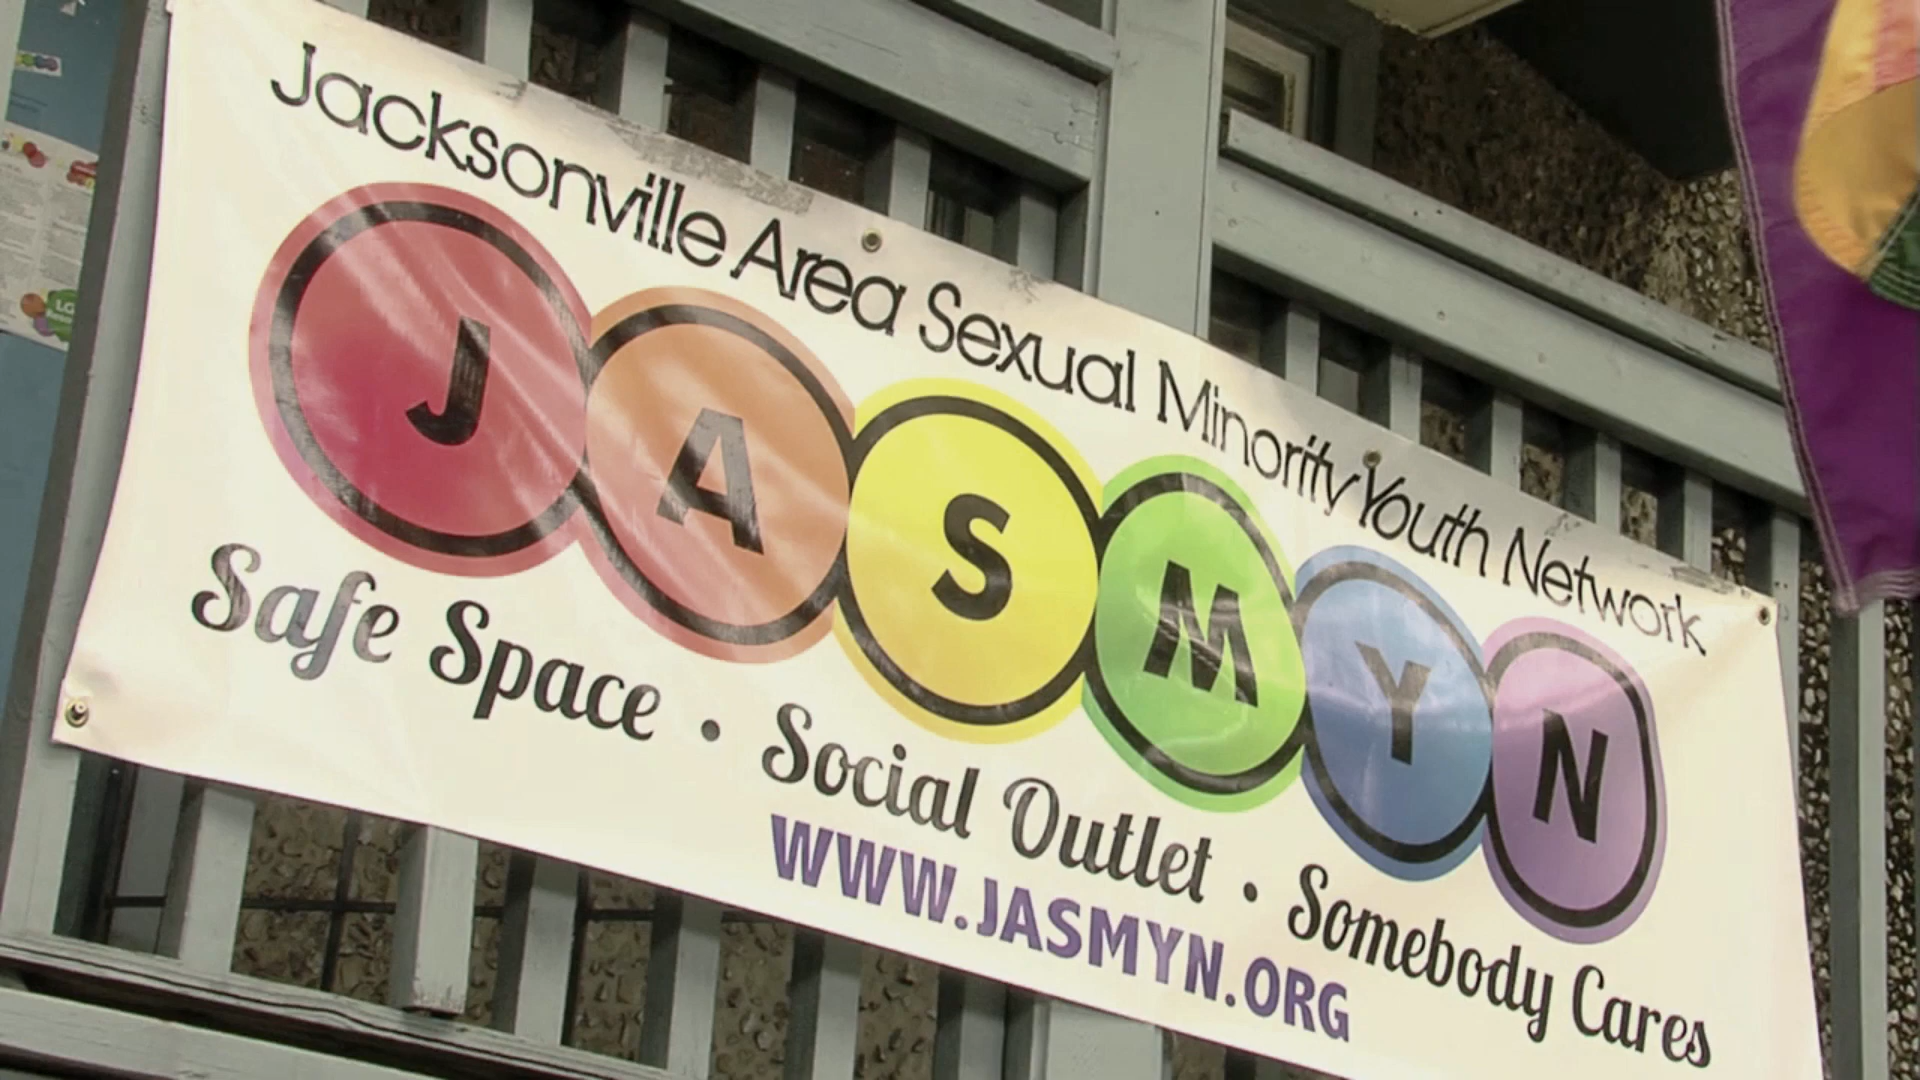 Jacksonville Area Sexual Minority Youth Network
JASMYN
Safe Space • Social Outlet • Somebody Cares
WWW.JASMYN.ORG